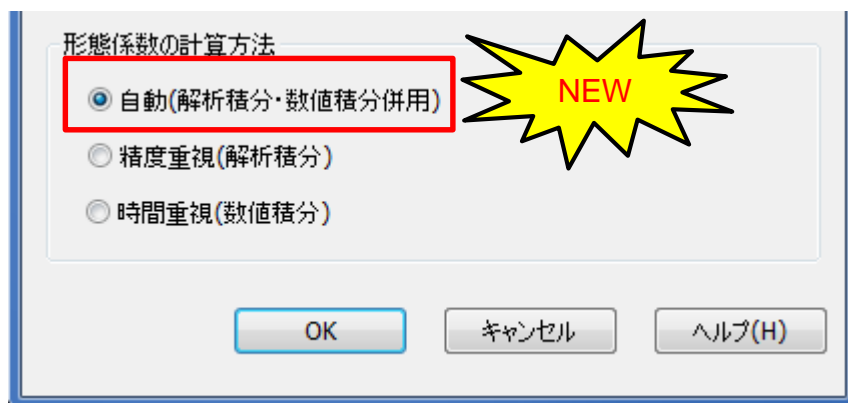 形態係数の計算方法
自動(解析積分・数値積分併用)
NEW
精度重視(解析積分)
時間重視(数値積分)
OK
キャンセル
ヘルプ(H)